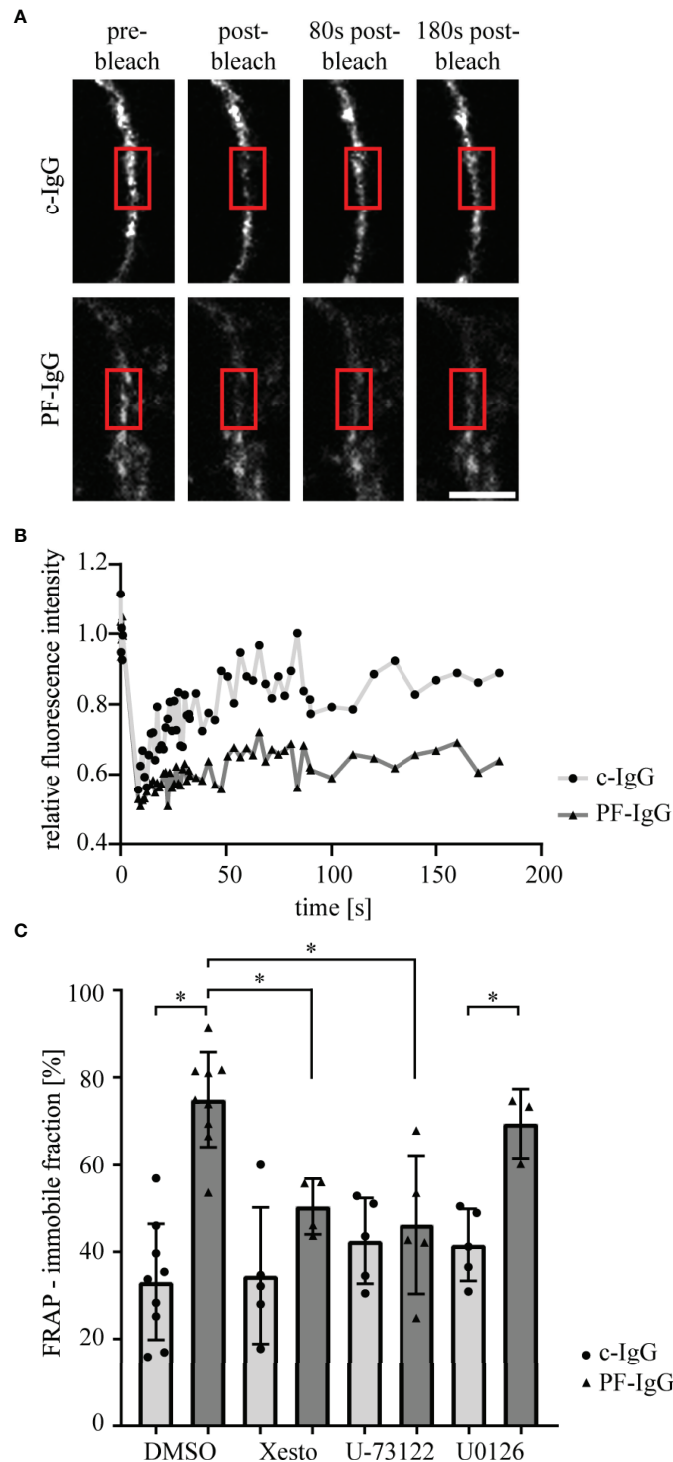 A
pre-
bleach
post-
bleach
80s post-
bleach
180s post-
bleach
c-IgG
PF-IgG
B
relative fluorescence intensity
1.2
1.0
0.8
0.6
0.4
0
50
100
150
200
time [s]
c-IgG
PF-IgG
C
FRAP - immobile fraction [%]
100
80
60
40
20
0
*
*
*
*
DMSO
Xesto
U-73122
U0126
c-IgG
PF-IgG